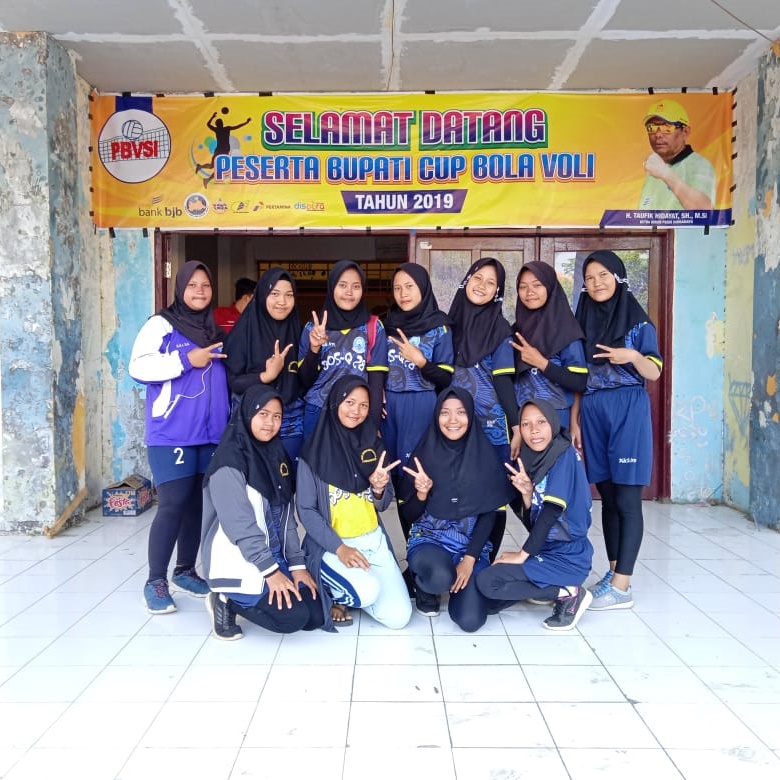 SELAMAT DATANG
PESERTA BUPATI CUP BOLA VOLI
TAHUN 2019
PBVSI
bank bjb
PERTAMINA
H. TAUFIK HIDAYAT, SH., M.Si
2